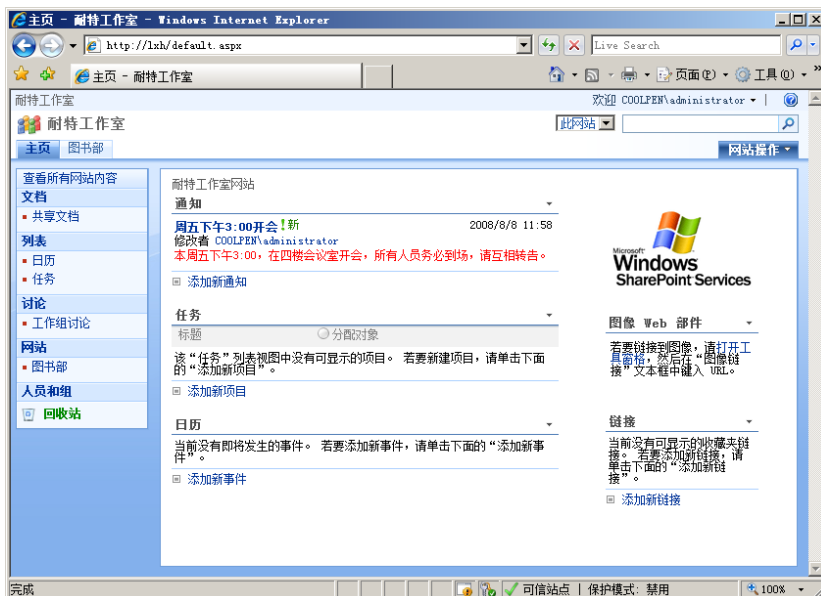 主页 - 耐特工作室 - Windows Internet Explorer
http://lxh/default.aspx
Live Search
主页 - 耐特工作室
页面(P)
工具(O)
耐特工作室
欢迎 COOLPEN\administrator
耐特工作室
此网站
主页
图书部
网站操作
查看所有网站内容
文档
共享文档
列表
日历
任务
讨论
工作组讨论
网站
图书部
人员和组
回收站
耐特工作室网站
通知
周五下午3:00开会!新
2008/8/8 11:58
修改者 COOLPEN\administrator
本周五下午3:00，在四楼会议室开会，所有人员务必到场，请互相转告。
添加新通知
任务
标题
分配对象
该“任务”列表视图中没有可显示的项目。 若要新建项目，请单击下面
的“添加新项目”。
添加新项目
日历
当前没有即将发生的事件。 若要添加新事件，请单击下面的“添加新事
件”。
添加新事件
Microsoft
Windows
SharePoint Services
图像 Web 部件
若要链接到图像，请打开工
具窗格，然后在“图像链
接”文本框中键入 URL。
链接
当前没有可显示的收藏夹链
接。 若要添加新链接，请
单击下面的“添加新链
接”。
添加新链接
完成
可信站点 | 保护模式: 禁用
100%